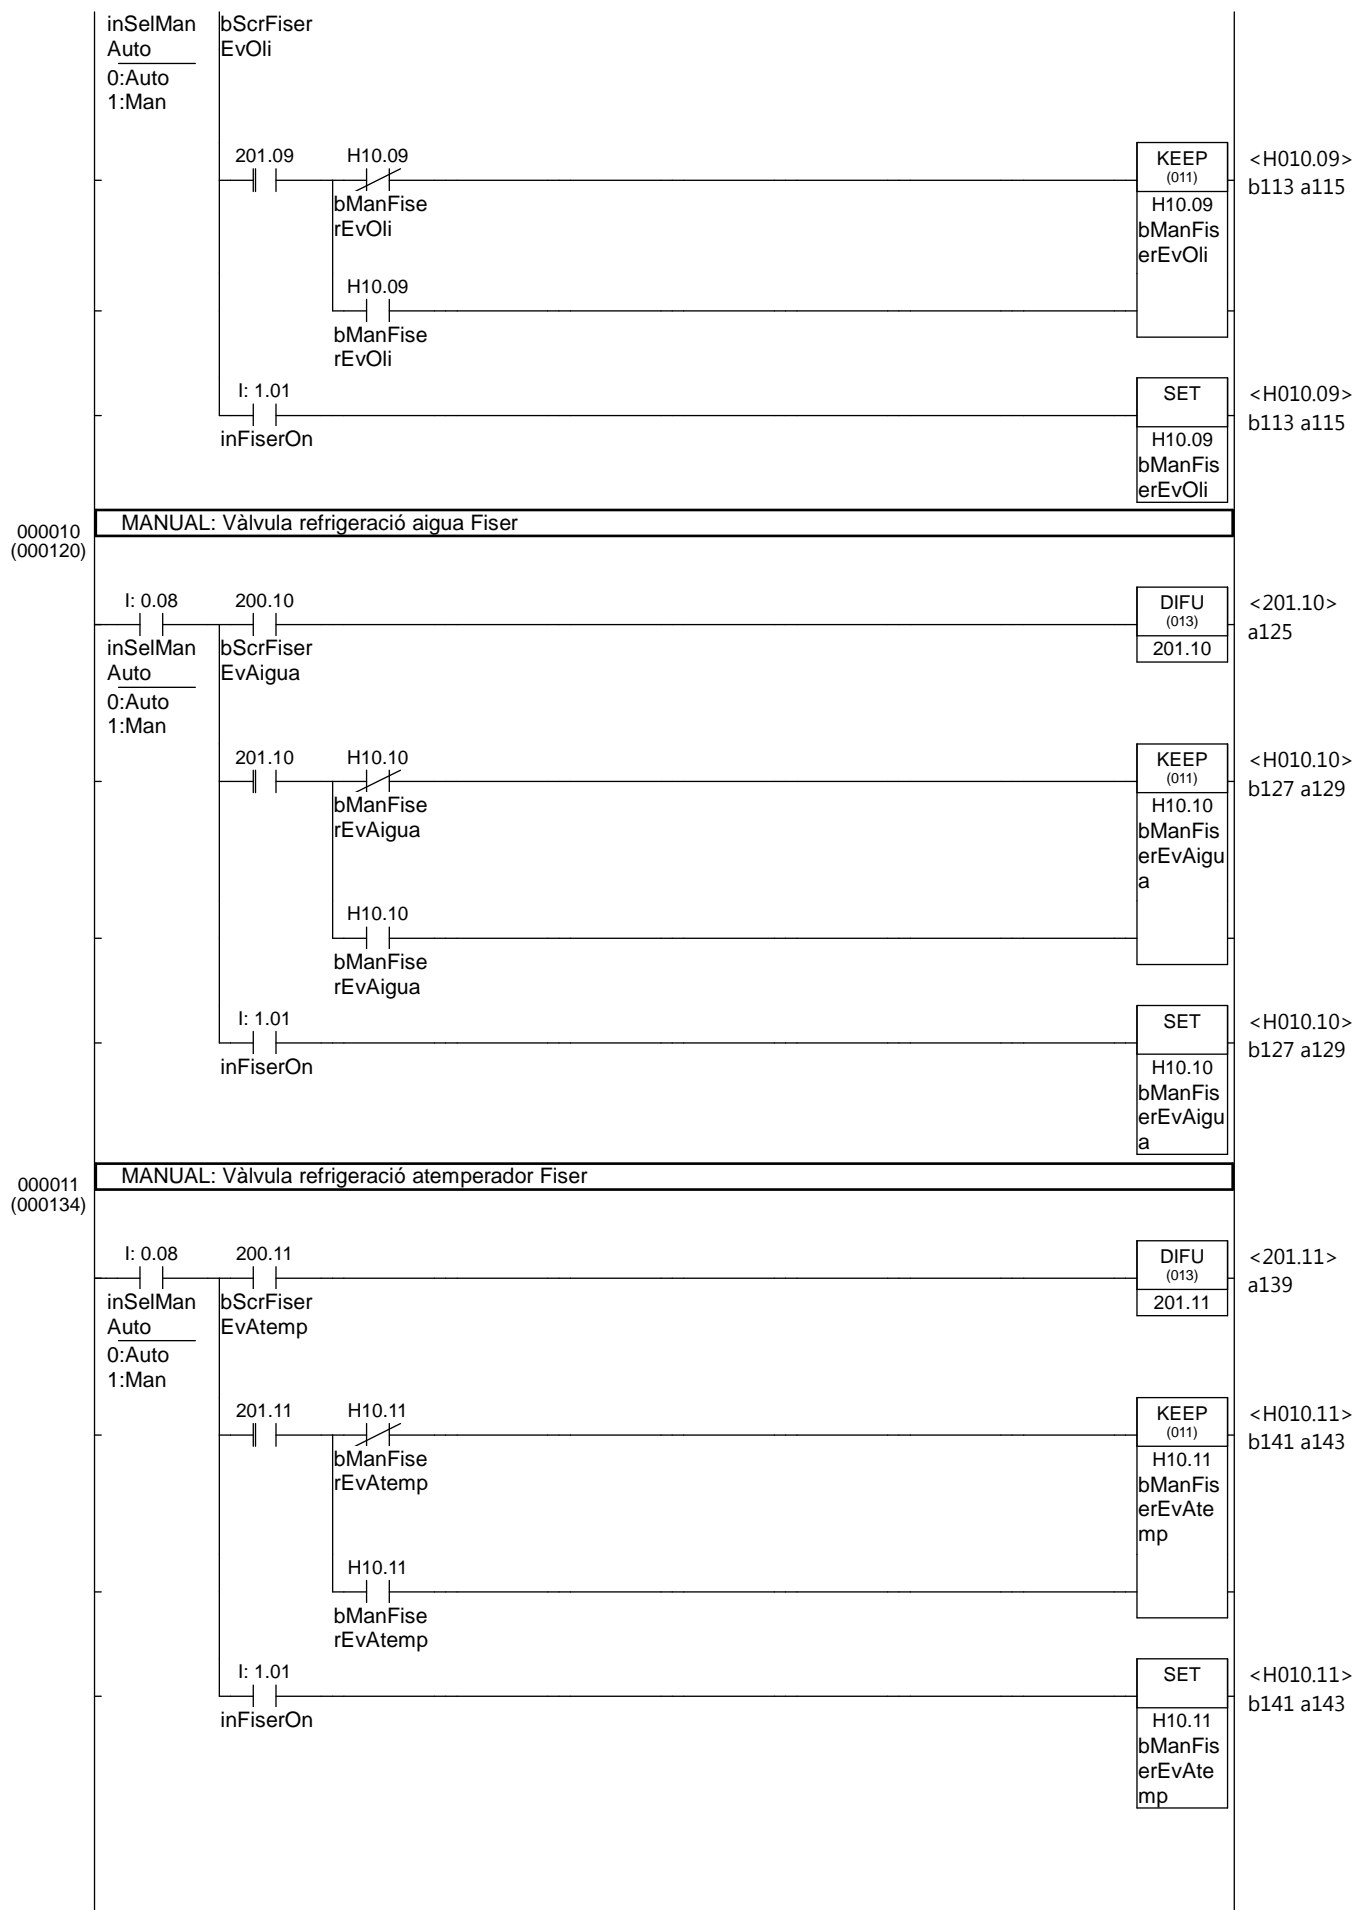 inSelMan bScrFiser
Auto EvOli
0:Auto
1:Man
201.09 H10.09 KEEP <H010.09>
(011) b113 a115
bManFise H10.09
rEvOli bManFis
erEvOli
H10.09
bManFise
rEvOli
I: 1.01 SET <H010.09>
b113 a115
inFiserOn H10.09
bManFis
erEvOli
000010 MANUAL: Vàlvula refrigeració aigua Fiser
(000120)
I: 0.08 200.10 DIFU <201.10>
(013) a125
inSelMan bScrFiser 201.10
Auto EvAigua
0:Auto
1:Man
201.10 H10.10 KEEP <H010.10>
(011) b127 a129
bManFise H10.10
rEvAigua bManFis
erEvAigu
a
H10.10
bManFise
rEvAigua
I: 1.01 SET <H010.10>
b127 a129
inFiserOn H10.10
bManFis
erEvAigu
a
000011 MANUAL: Vàlvula refrigeració atemperador Fiser
(000134)
I: 0.08 200.11 DIFU <201.11>
(013) a139
inSelMan bScrFiser 201.11
Auto EvAtemp
0:Auto
1:Man
201.11 H10.11 KEEP <H010.11>
(011) b141 a143
bManFise H10.11
rEvAtemp bManFis
erEvAte
mp
H10.11
bManFise
rEvAtemp
I: 1.01 SET <H010.11>
b141 a143
inFiserOn H10.11
bManFis
erEvAte
mp